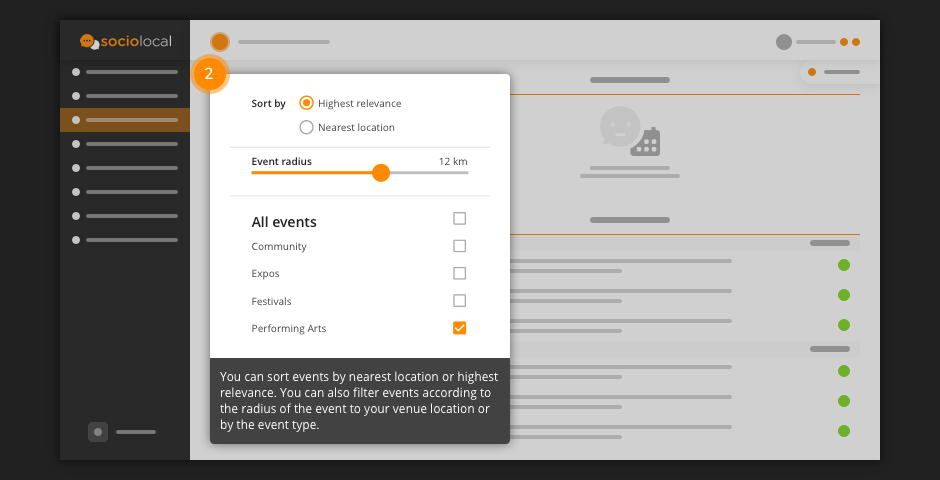 sociolocal
2
Sort by
Highest relevance
Nearest location
Event radius
12 km
All events
Community
Expos
Festivals
Performing Arts
You can sort events by nearest location or highest
relevance. You can also filter events according to
the radius of the event to your venue location or
by the event type.